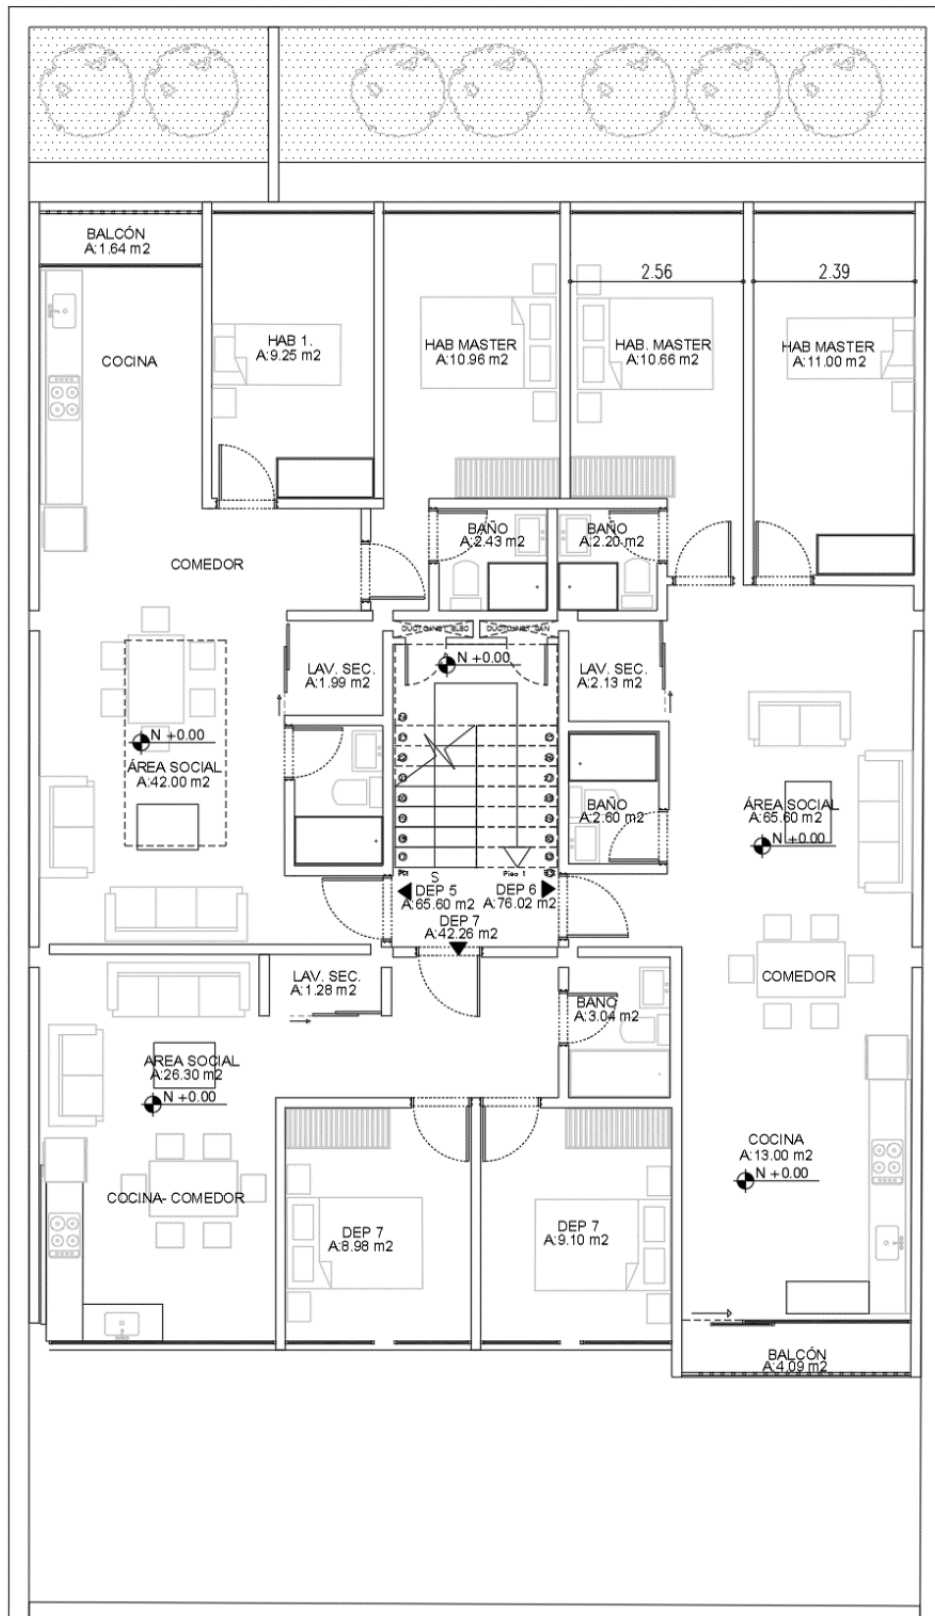 BALCÓN
A:1.64 m2
2.56
2.39
COCINA
HAB 1.
A:9.25 m2
HAB MASTER
A:10.96 m2
HAB. MASTER
A:10.66 m2
HAB MASTER
A:11.00 m2
BAÑO
A:2.43 m2
BAÑO
A:2.20 m2
COMEDOR
N +0.00
LAV. SEC.
A:1.99 m2
LAV. SEC.
A:2.13 m2
N +0.00
ÁREA SOCIAL
A:42.00 m2
BAÑO
A:2.60 m2
ÁREA SOCIAL
A:65.60 m2
N +0.00
S
Piso 1
DEP 5
A:65.60 m2
DEP 6
A:76.02 m2
DEP 7
A:42.26 m2
LAV. SEC.
A:1.28 m2
BAÑO
A:3.04 m2
COMEDOR
ÁREA SOCIAL
A:26.30 m2
N +0.00
COCINA
A:13.00 m2
N +0.00
COCINA- COMEDOR
DEP 7
A:8.98 m2
DEP 7
A:9.10 m2
BALCÓN
A:4.09 m2